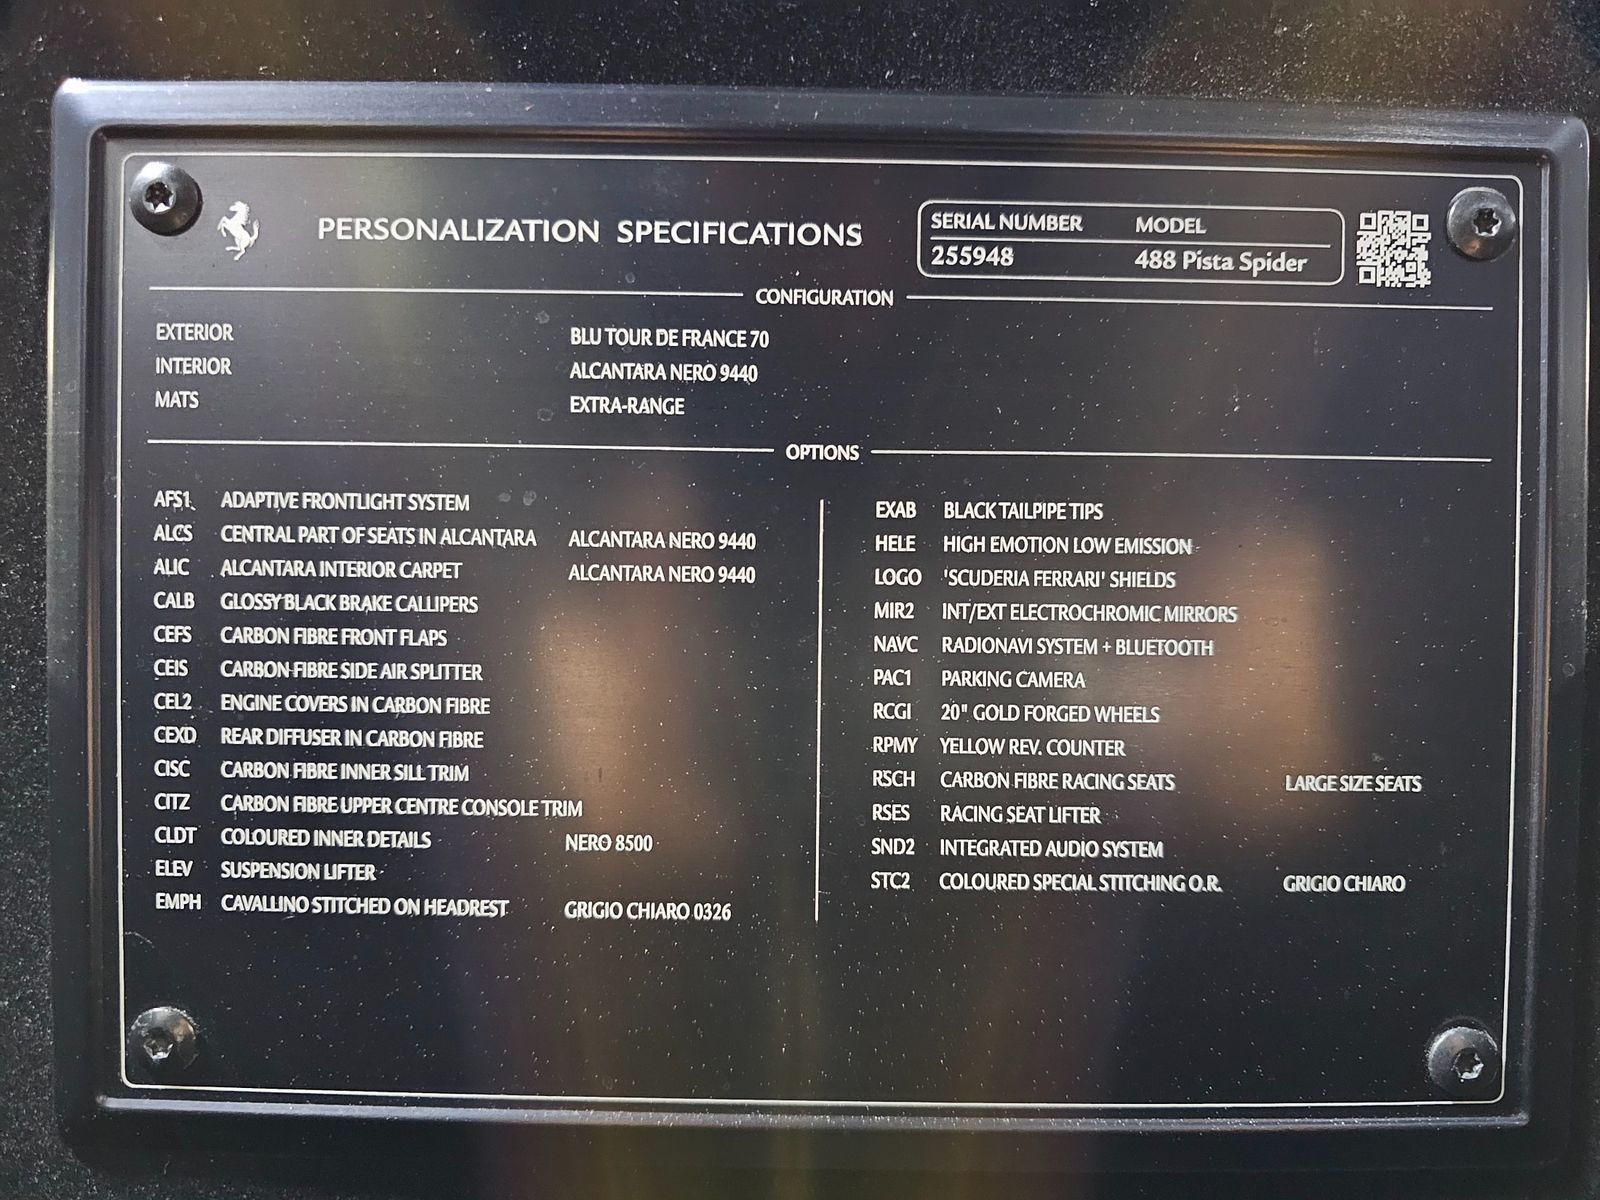 PERSONALIZATION SPECIFICATIONS
SERIAL NUMBER MODEL
255948 488 Pista Spider
CONFIGURATION
EXTERIOR BLU TOUR DE FRANCE 70
INTERIOR ALCANTARA NERO 9440
MATS EXTRA-RANGE
OPTIONS
AFS1 ADAPTIVE FRONTLIGHT SYSTEM
ALCS CENTRAL PART OF SEATS IN ALCANTARA ALCANTARA NERO 9440
ALIC ALCANTARA INTERIOR CARPET ALCANTARA NERO 9440
CALB GLOSSY BLACK BRAKE CALLIPERS
CEFS CARBON FIBRE FRONT FLAPS
CEIS CARBON FIBRE SIDE AIR SPLITTER
CEL2 ENGINE COVERS IN CARBON FIBRE
CEXD REAR DIFFUSER IN CARBON FIBRE
CISC CARBON FIBRE INNER SILL TRIM
CITZ CARBON FIBRE UPPER CENTRE CONSOLE TRIM
CLDT COLOURED INNER DETAILS NERO 8500
ELEV SUSPENSION LIFTER
EMPH CAVALLINO STITCHED ON HEADREST GRIGIO CHIARO 0326
EXAB BLACK TAILPIPE TIPS
HELE HIGH EMOTION LOW EMISSION
LOGO 'SCUDERIA FERRARI' SHIELDS
MIR2 INT/EXT ELECTROCHROMIC MIRRORS
NAVC RADIONAVI SYSTEM + BLUETOOTH
PAC1 PARKING CAMERA
RCGI 20" GOLD FORGED WHEELS
RPMY YELLOW REV. COUNTER
RSCH CARBON FIBRE RACING SEATS LARGE SIZE SEATS
RSES RACING SEAT LIFTER
SND2 INTEGRATED AUDIO SYSTEM
STC2 COLOURED SPECIAL STITCHING O.R. GRIGIO CHIARO